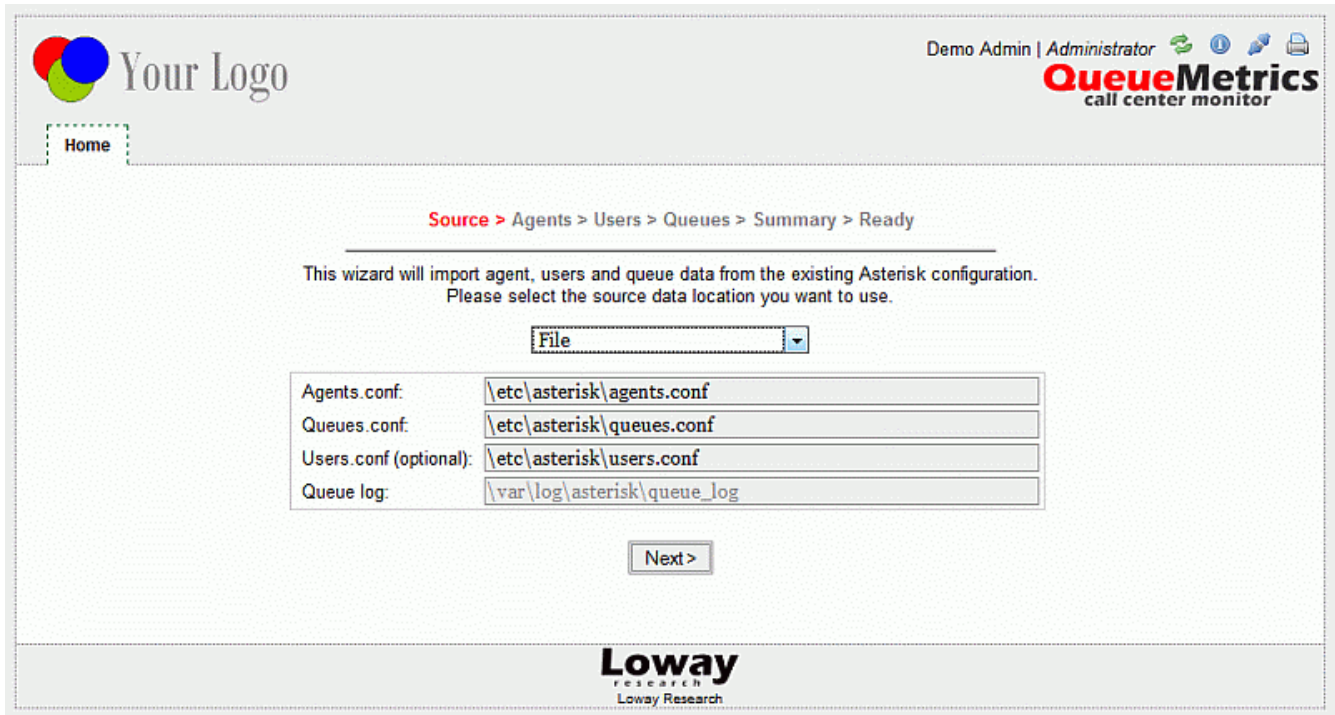 Demo Admin | Administrator
Your Logo
QueueMetrics
call center monitor
Home
Source > Agents > Users > Queues > Summary > Ready
This wizard will import agent, users and queue data from the existing Asterisk configuration.
Please select the source data location you want to use.
File
Agents.conf: \etc\asterisk\agents.conf
Queues.conf: \etc\asterisk\queues.conf
Users.conf (optional): \etc\asterisk\users.conf
Queue log: \var\log\asterisk\queue_log
Next >
Loway
research
Loway Research